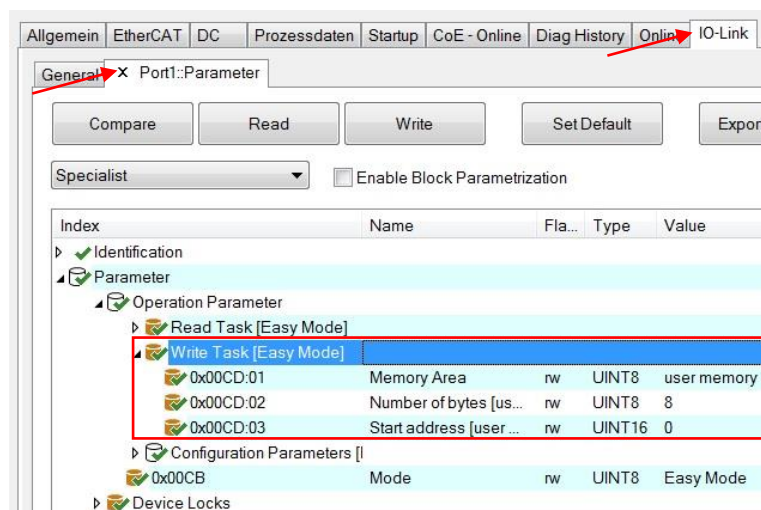 Allgemein EtherCAT DC Prozessdaten Startup CoE - Online Diag History Online IO-Link
General X Port1::Parameter
Compare Read Write Set Default Expor
Specialist Enable Block Parametrization
Index Name Fla... Type Value
Identification
Parameter
Operation Parameter
Read Task [Easy Mode]
Write Task [Easy Mode]
0x00CD:01 Memory Area rw UINT8 user memory
0x00CD:02 Number of bytes [us... rw UINT8 8
0x00CD:03 Start address [user ... rw UINT16 0
Configuration Parameters [
0x00CB Mode rw UINT8 Easy Mode
Device Locks